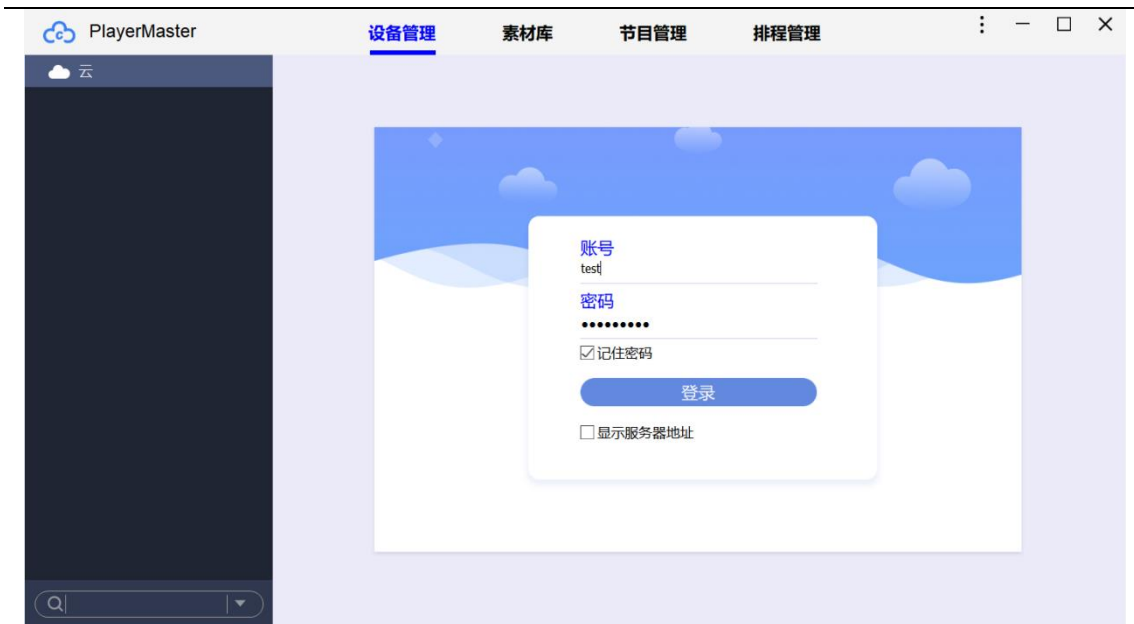 PlayerMaster
设备管理
素材库
节目管理
排程管理
云
账号
test
密码
•••••••••
记住密码
登录
显示服务器地址